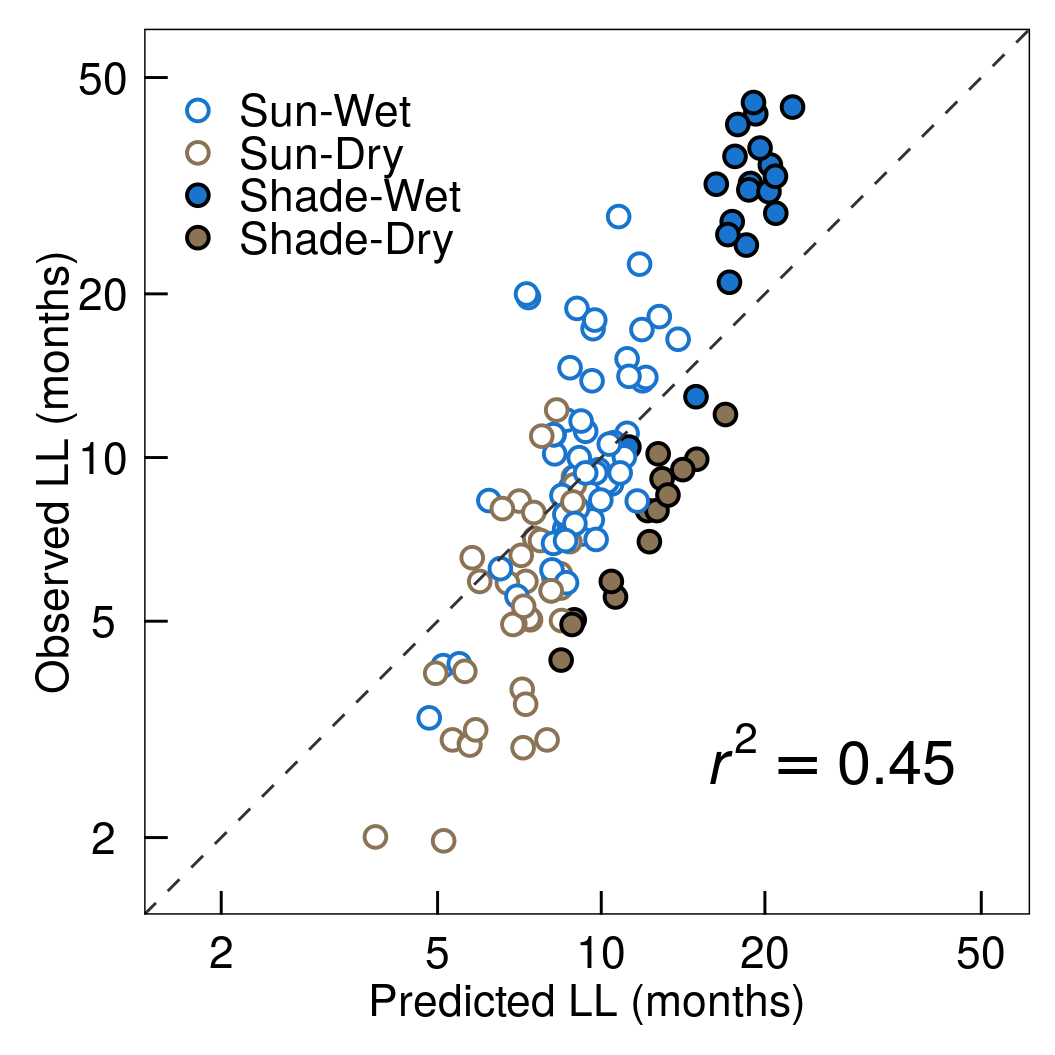 50
20
10
5
2
Observed LL (months)
Sun-Wet
Sun-Dry
Shade-Wet
Shade-Dry
r² = 0.45
2 5 10 20 50
Predicted LL (months)